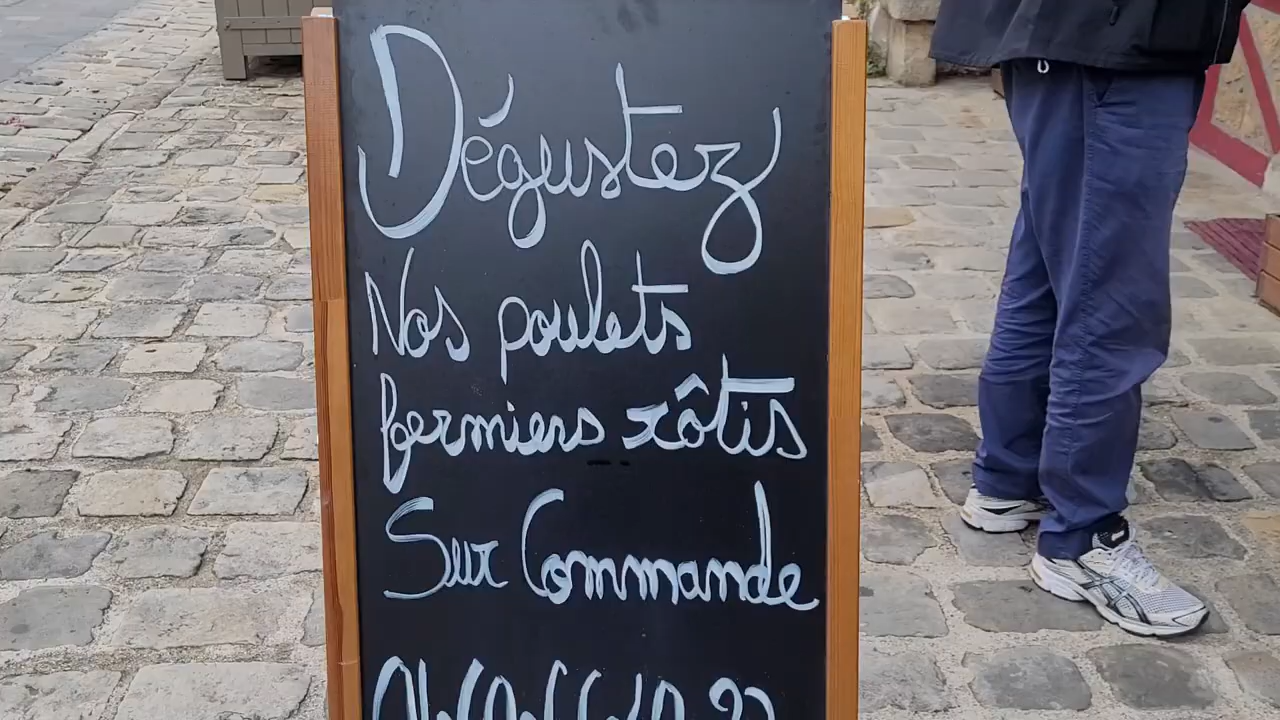 Dégustez
Nos poulets
fermiers rôtis
Sur Commande